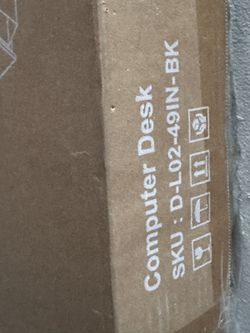 Computer Desk
SKU : D-L02-49IN-BK